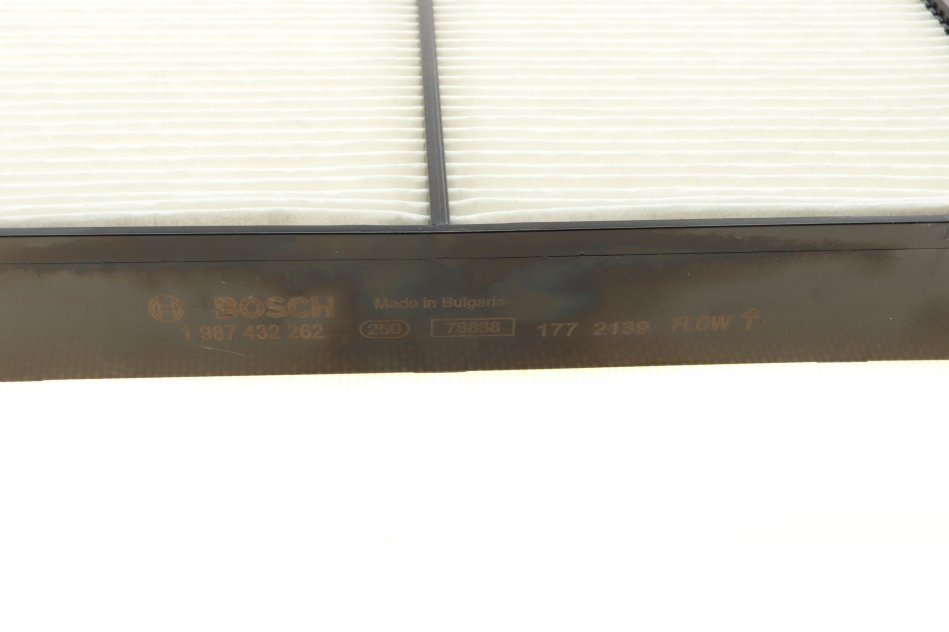 BOSCH Made in Bulgaria
1 987 432 262 250 78838 177 2139 FLOW ↑